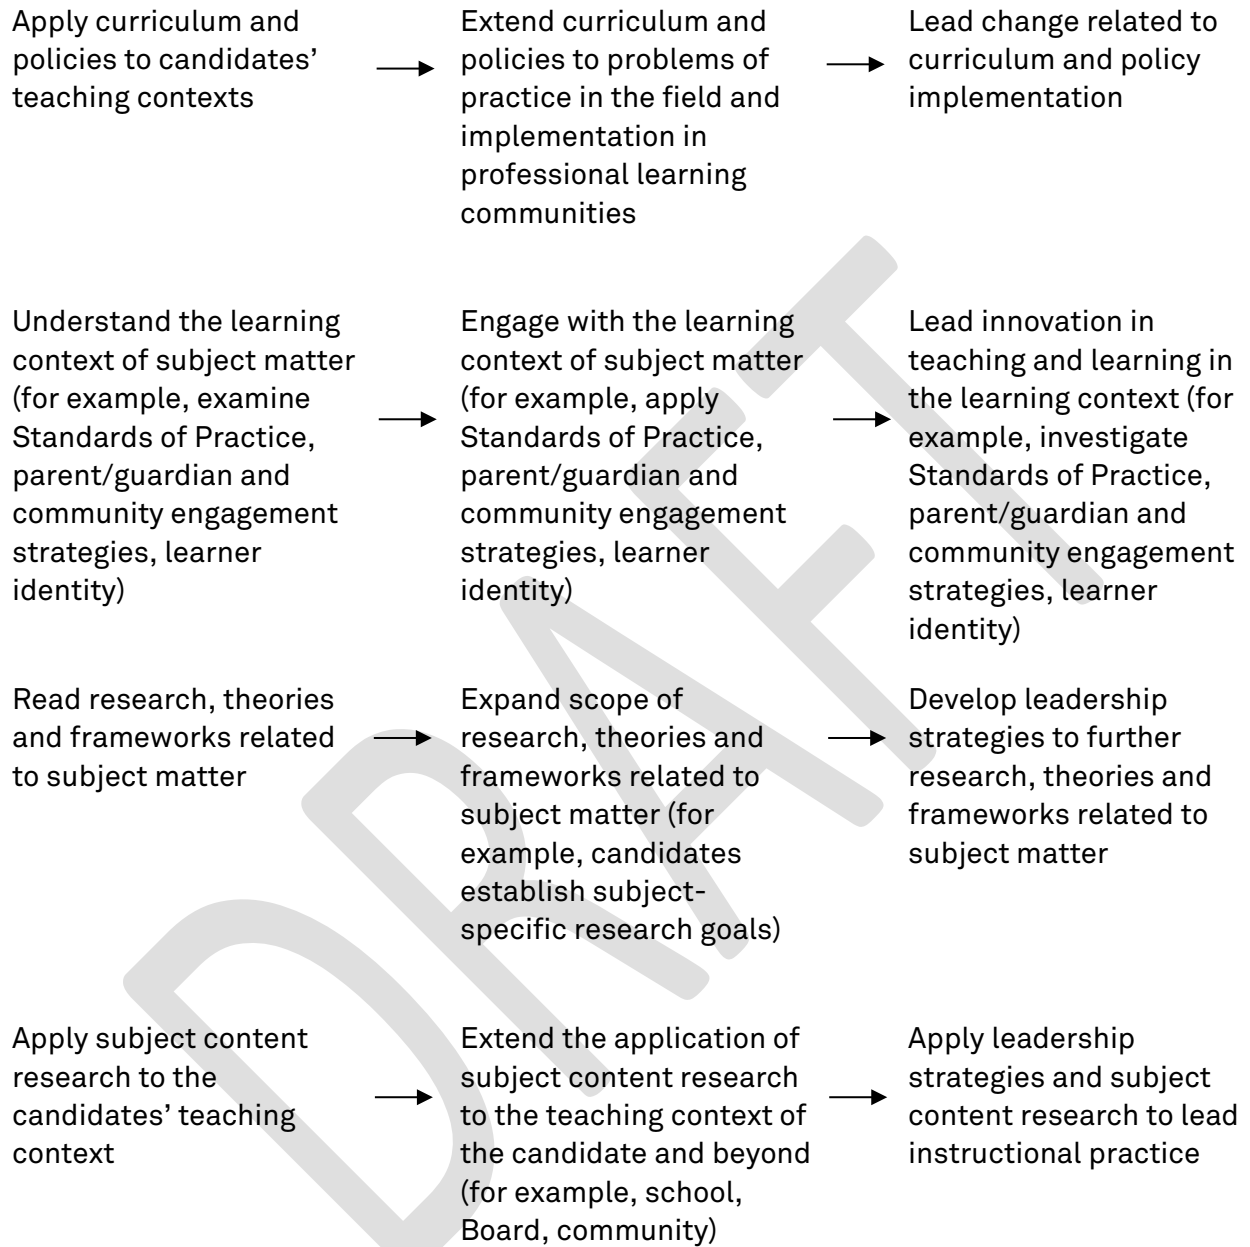 Apply curriculum and
policies to candidates’
teaching contexts
Extend curriculum and
policies to problems of
practice in the field and
implementation in
professional learning
communities
Lead change related to
curriculum and policy
implementation
Understand the learning
context of subject matter
(for example, examine
Standards of Practice,
parent/guardian and
community engagement
strategies, learner
identity)
Engage with the learning
context of subject matter
(for example, apply
Standards of Practice,
parent/guardian and
community engagement
strategies, learner
identity)
Lead innovation in
teaching and learning in
the learning context (for
example, investigate
Standards of Practice,
parent/guardian and
community engagement
strategies, learner
identity)
Read research, theories
and frameworks related
to subject matter
Expand scope of
research, theories and
frameworks related to
subject matter (for
example, candidates
establish subject-
specific research goals)
Develop leadership
strategies to further
research, theories and
frameworks related to
subject matter
Apply subject content
research to the
candidates’ teaching
context
Extend the application of
subject content research
to the teaching context of
the candidate and beyond
(for example, school,
Board, community)
Apply leadership
strategies and subject
content research to lead
instructional practice
DRAFT